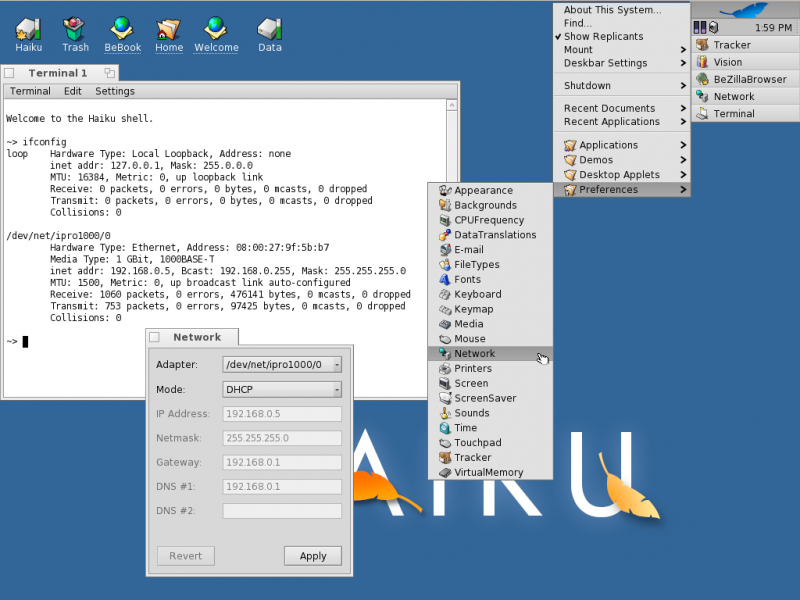 Haiku
Trash
BeBook
Home
Welcome
Data
Terminal 1
Terminal Edit Settings
Welcome to the Haiku shell.
~> ifconfig
loop Hardware Type: Local Loopback, Address: none
inet addr: 127.0.0.1, Mask: 255.0.0.0
MTU: 16384, Metric: 0, up loopback link
Receive: 0 packets, 0 errors, 0 bytes, 0 mcasts, 0 dropped
Transmit: 0 packets, 0 errors, 0 bytes, 0 mcasts, 0 dropped
Collisions: 0
/dev/net/ipro1000/0
Hardware Type: Ethernet, Address: 08:00:27:9f:5b:b7
Media Type: 1 GBit, 1000BASE-T
inet addr: 192.168.0.5, Bcast: 192.168.0.255, Mask: 255.255.255.0
MTU: 1500, Metric: 0, up broadcast link auto-configured
Receive: 1060 packets, 0 errors, 476141 bytes, 0 mcasts, 0 dropped
Transmit: 753 packets, 0 errors, 97425 bytes, 0 mcasts, 0 dropped
Collisions: 0
~>
Network
Adapter: /dev/net/ipro1000/0
Mode: DHCP
IP Address: 192.168.0.5
Netmask: 255.255.255.0
Gateway: 192.168.0.1
DNS #1: 192.168.0.1
DNS #2:
Revert Apply
Appearance
Backgrounds
CPUFrequency
DataTranslations
E-mail
FileTypes
Fonts
Keyboard
Keymap
Media
Mouse
Network
Printers
Screen
ScreenSaver
Sounds
Time
Touchpad
Tracker
VirtualMemory
About This System...
Find...
Show Replicants
Mount
Deskbar Settings
Shutdown
Recent Documents
Recent Applications
Applications
Demos
Desktop Applets
Preferences
1:59 PM
Tracker
Vision
BeZillaBrowser
Network
Terminal
AIKU